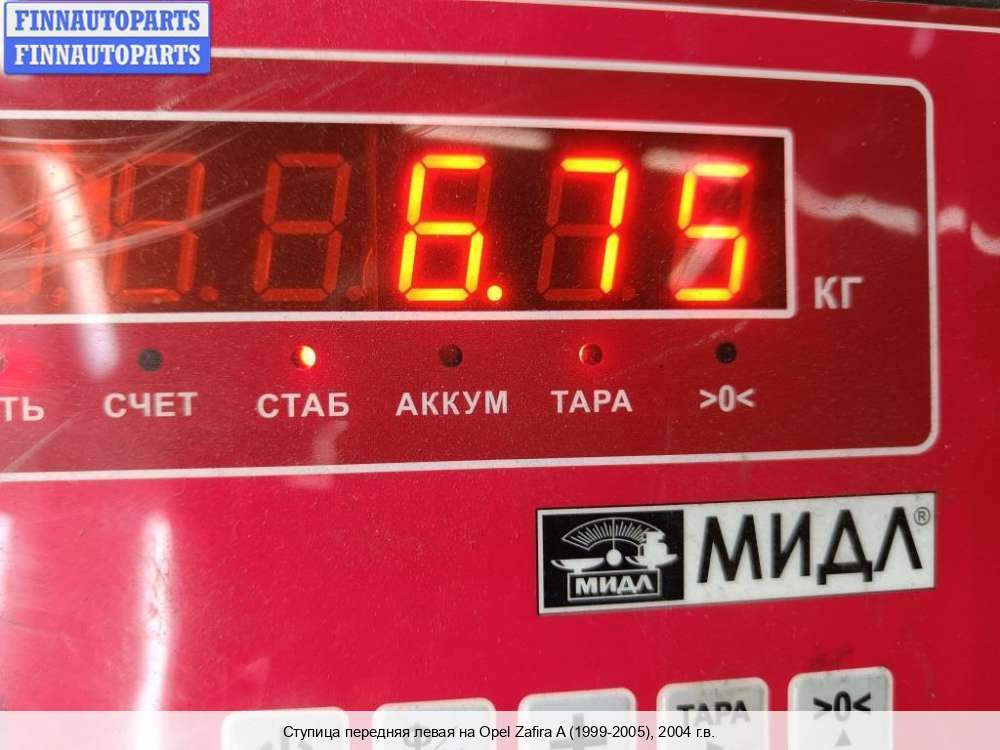 FINNAUTOPARTS
FINNAUTOPARTS
6.75
КГ
ТЬ СЧЕТ СТАБ АККУМ ТАРА >0<
МИДЛ МИДЛ®
ТАРА >0<
Ступица передняя левая на Opel Zafira A (1999-2005), 2004 г.в.